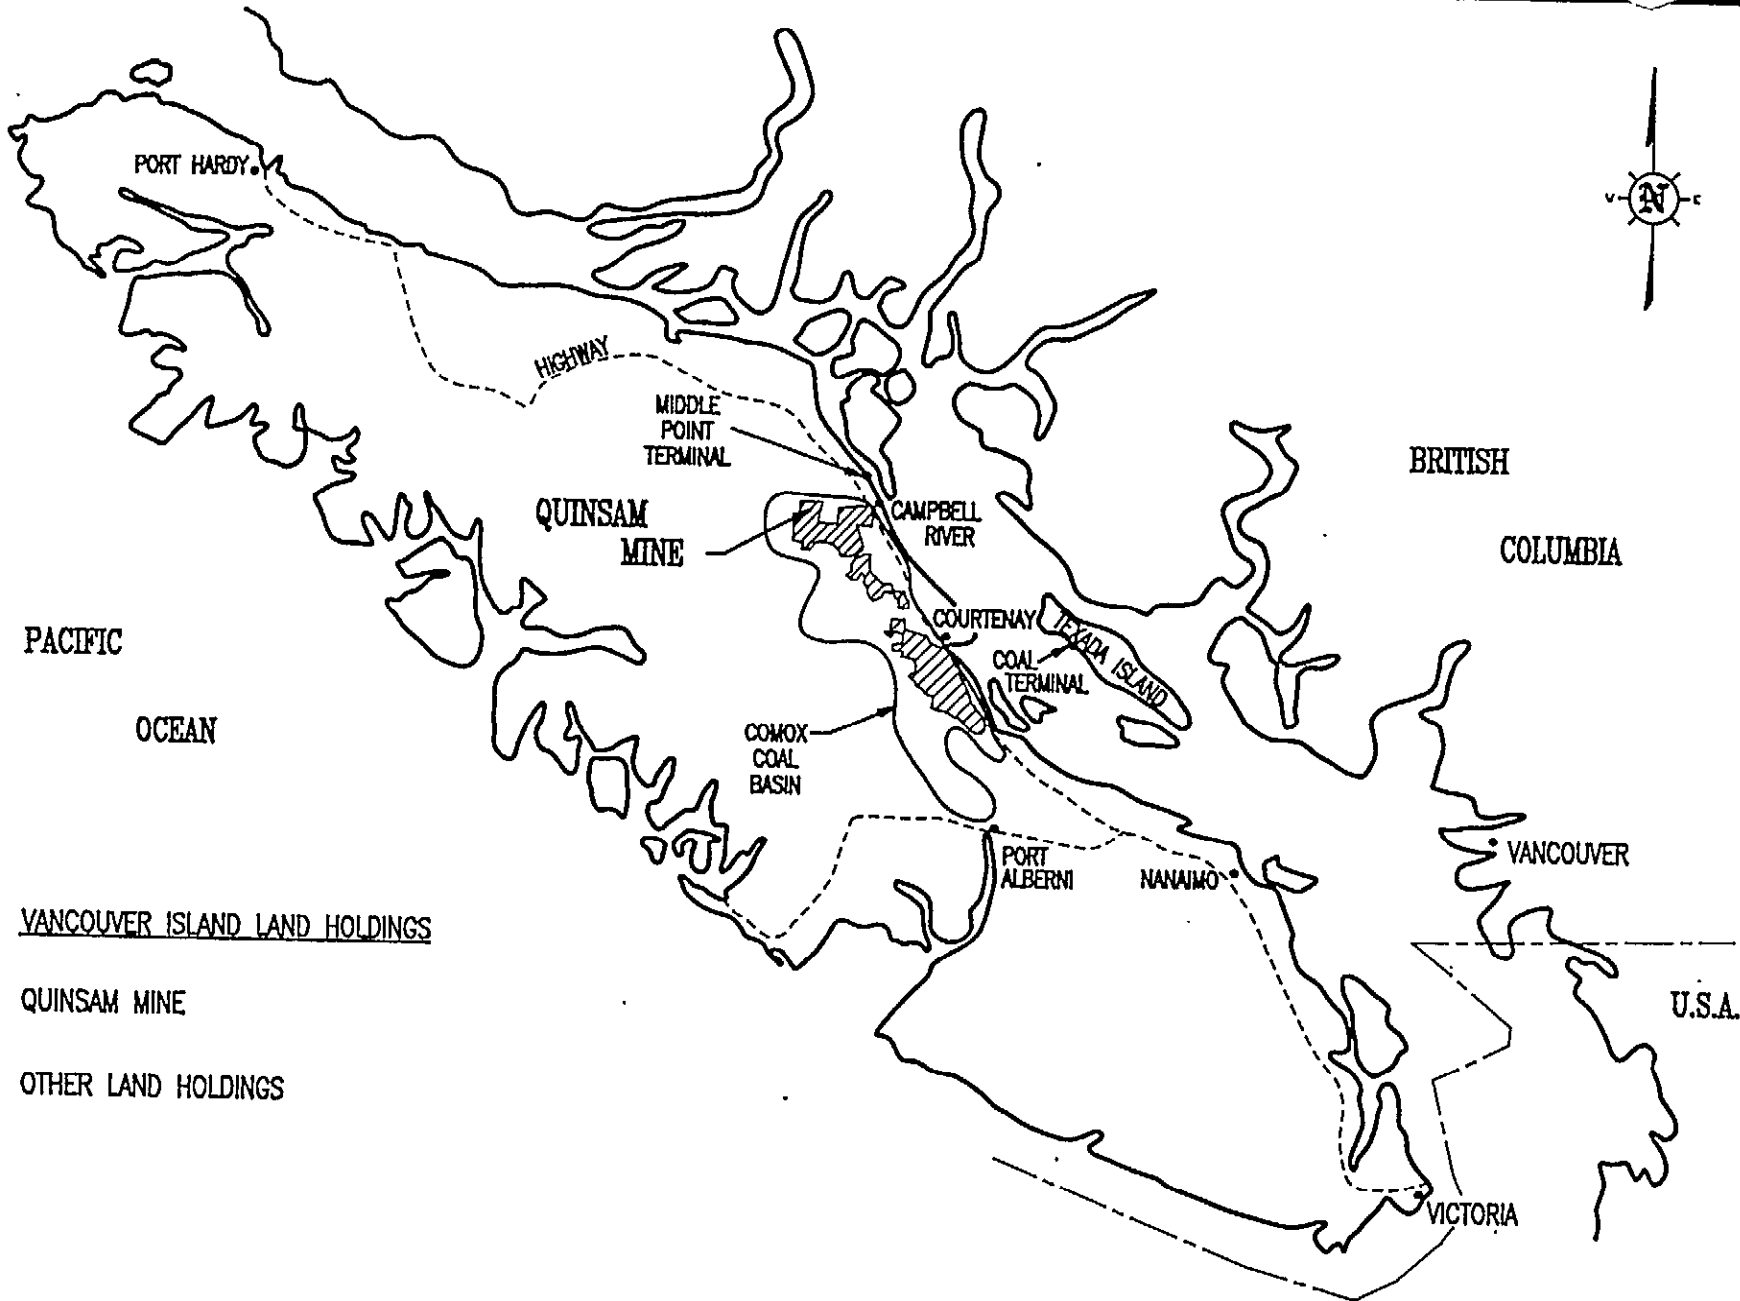 PORT HARDY
N
HIGHWAY
MIDDLE
POINT
TERMINAL
QUINSAM
MINE
CAMPBELL
RIVER
BRITISH
COLUMBIA
PACIFIC
OCEAN
COURTENAY
TEXADA ISLAND
COAL
TERMINAL
COMOX
COAL
BASIN
PORT
ALBERNI
NANAIMO
VANCOUVER
U.S.A.
VICTORIA
VANCOUVER ISLAND LAND HOLDINGS
QUINSAM MINE
OTHER LAND HOLDINGS